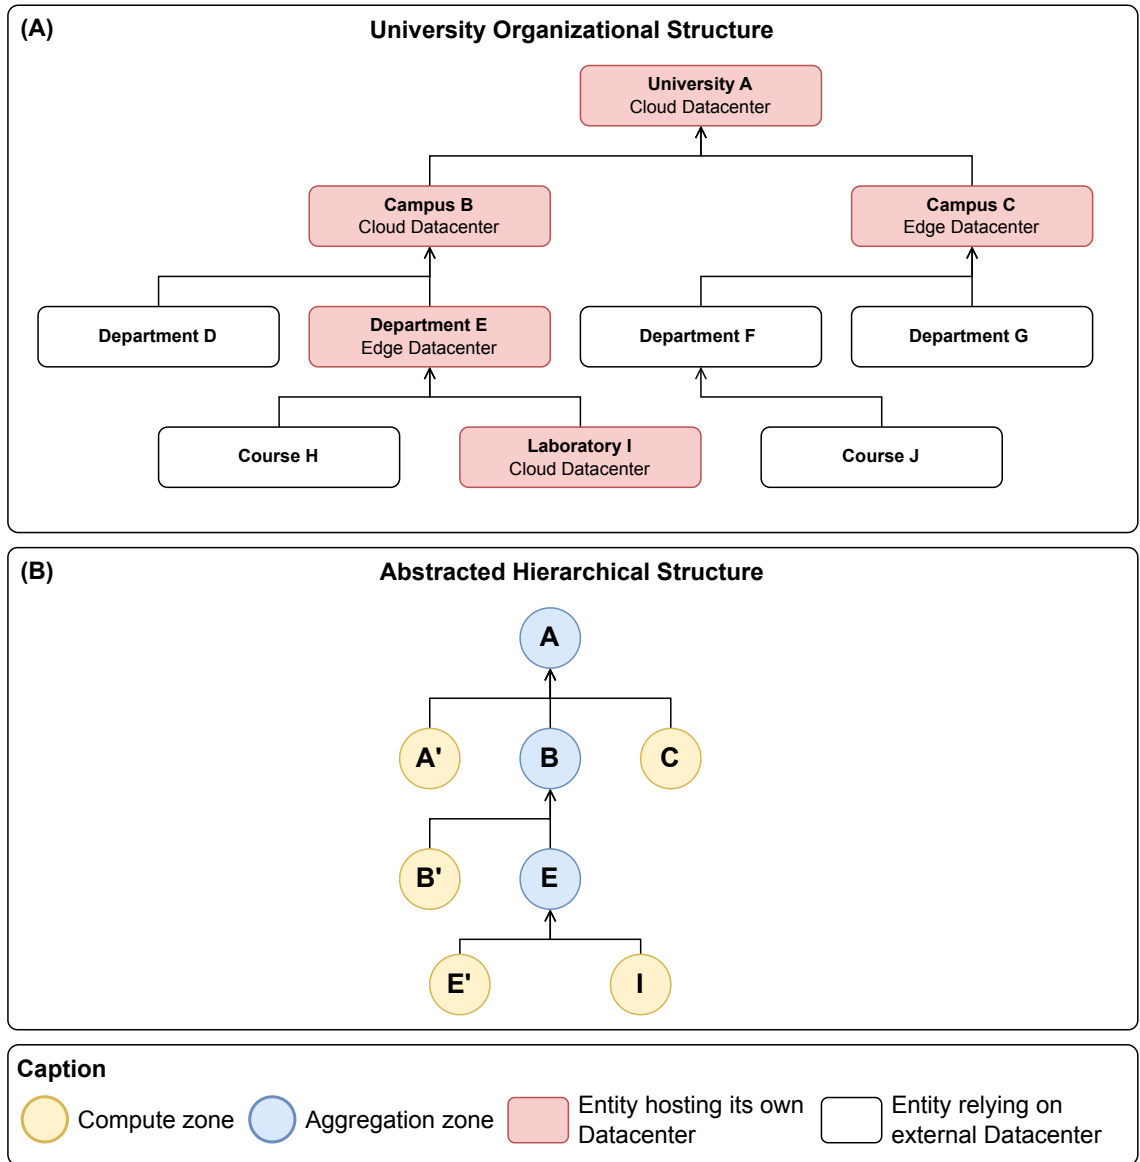 (A)
University Organizational Structure
University A
Cloud Datacenter
Campus B
Cloud Datacenter
Campus C
Edge Datacenter
Department D
Department E
Edge Datacenter
Department F
Department G
Course H
Laboratory I
Cloud Datacenter
Course J
(B)
Abstracted Hierarchical Structure
A
A'
B
C
B'
E
E'
I
Caption
Compute zone
Aggregation zone
Entity hosting its own
Datacenter
Entity relying on
external Datacenter